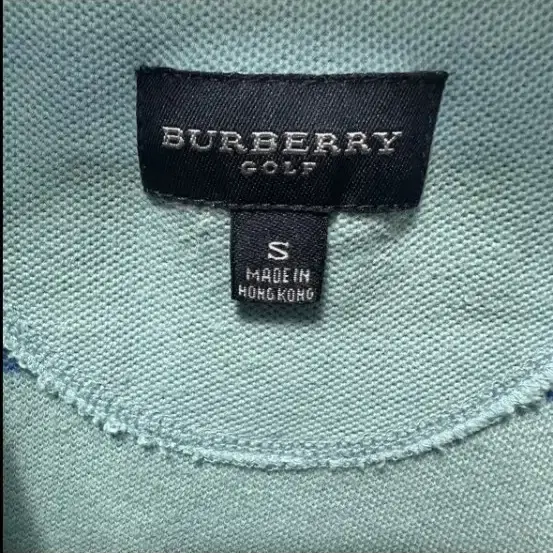 BURBERRY
GOLF
S
MADE IN
HONG KONG